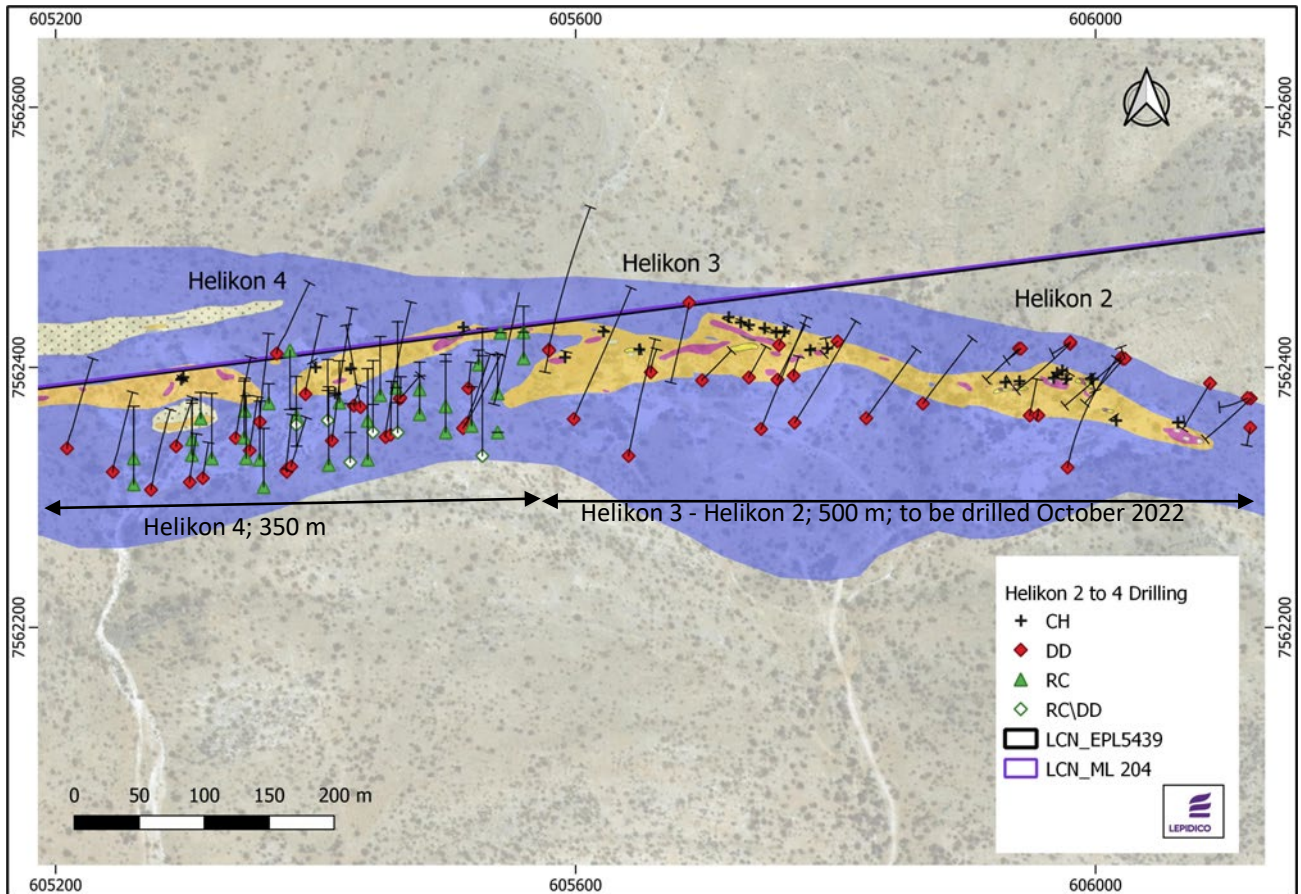 605200
605600
606000
7562600
7562600
Helikon 4
Helikon 3
Helikon 2
7562400
7562400
Helikon 4; 350 m
Helikon 3 - Helikon 2; 500 m; to be drilled October 2022
7562200
7562200
Helikon 2 to 4 Drilling
CH
DD
RC
RC\DD
LCN_EPL5439
LCN_ML 204
LEPIDICO
0 50 100 150 200 m
605200
605600
606000